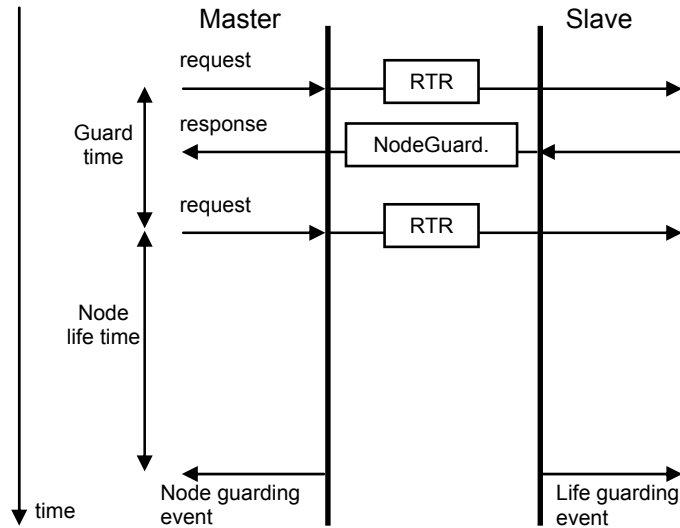 Master
Slave
request
RTR
Guard
time
response
NodeGuard.
request
RTR
Node
life time
time
Node guarding
event
Life guarding
event